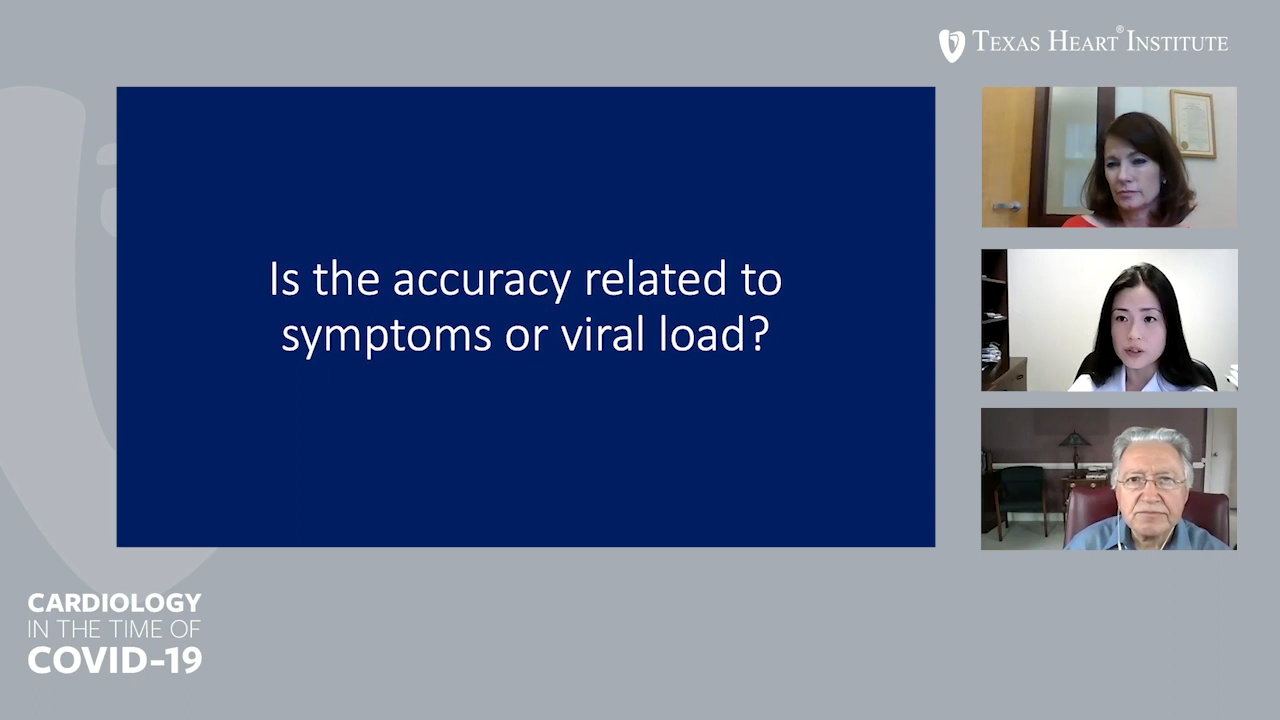 TEXAS HEART® INSTITUTE
Is the accuracy related to
symptoms or viral load?
CARDIOLOGY
IN THE TIME OF
COVID-19